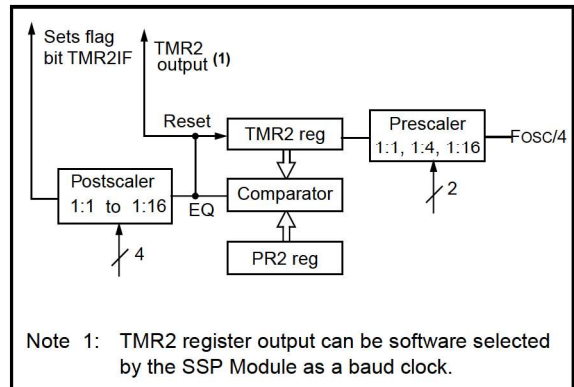 Sets flag
bit TMR2IF
TMR2
output (1)
Reset
TMR2 reg
Prescaler
1:1, 1:4, 1:16
FOSC/4
2
Postscaler
1:1 to 1:16
EQ
Comparator
4
PR2 reg
Note 1: TMR2 register output can be software selected
by the SSP Module as a baud clock.